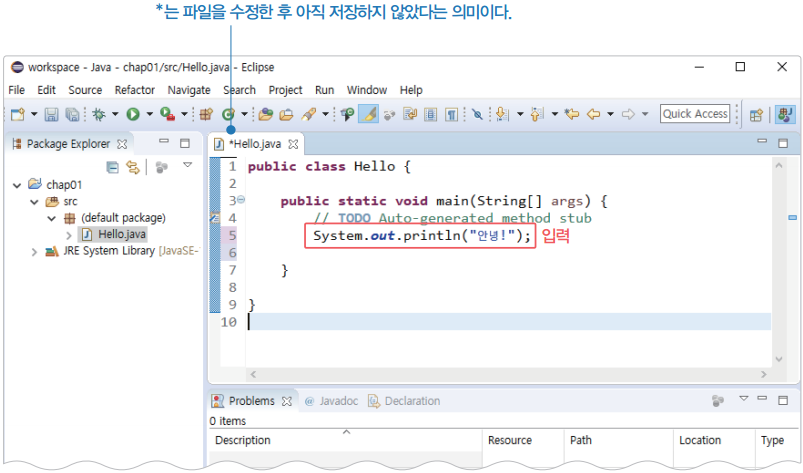 *는 파일을 수정한 후 아직 저장하지 않았다는 의미이다.
workspace - Java - chap01/src/Hello.java - Eclipse
File Edit Source Refactor Navigate Search Project Run Window Help
Quick Access
Package Explorer
*Hello.java
chap01
src
(default package)
Hello.java
JRE System Library [JavaSE-
1 public class Hello {
2
3 public static void main(String[] args) {
4 // TODO Auto-generated method stub
5 System.out.println("안녕!"); 입력
6
7 }
8
9 }
10
Problems @ Javadoc Declaration
0 items
Description Resource Path Location Type